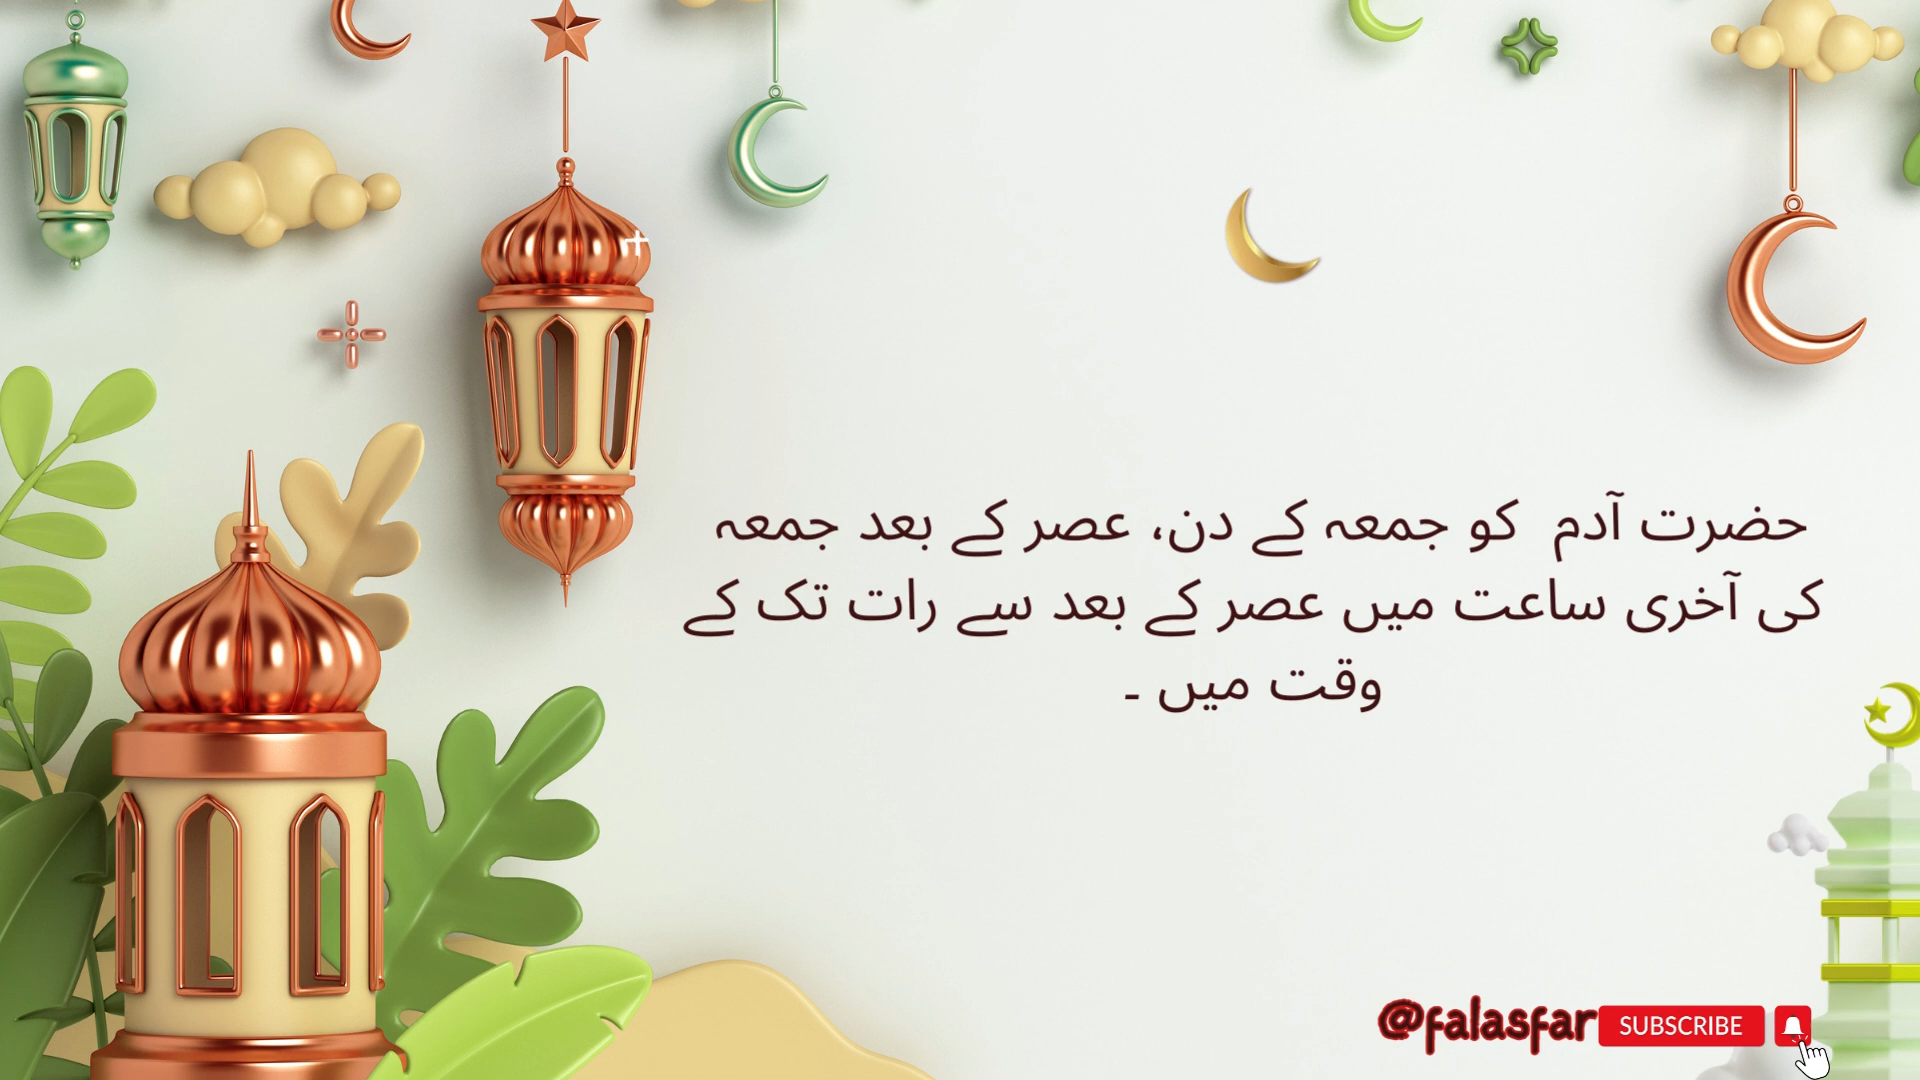 حضرت آدم کو جمعہ کے دن، عصر کے بعد جمعہ
کی آخری ساعت میں عصر کے بعد سے رات تک کے
وقت میں ۔
@falasfar
SUBSCRIBE